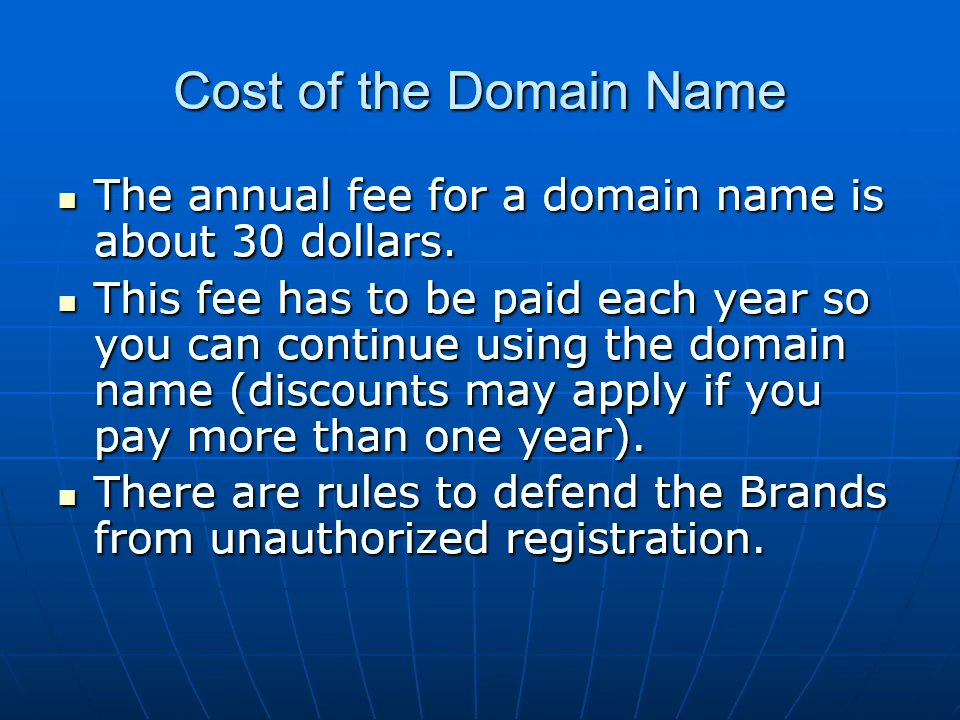 Cost of the Domain Name
The annual fee for a domain name is
about 30 dollars.
This fee has to be paid each year so
you can continue using the domain
name (discounts may apply if you
pay more than one year).
There are rules to defend the Brands
from unauthorized registration.